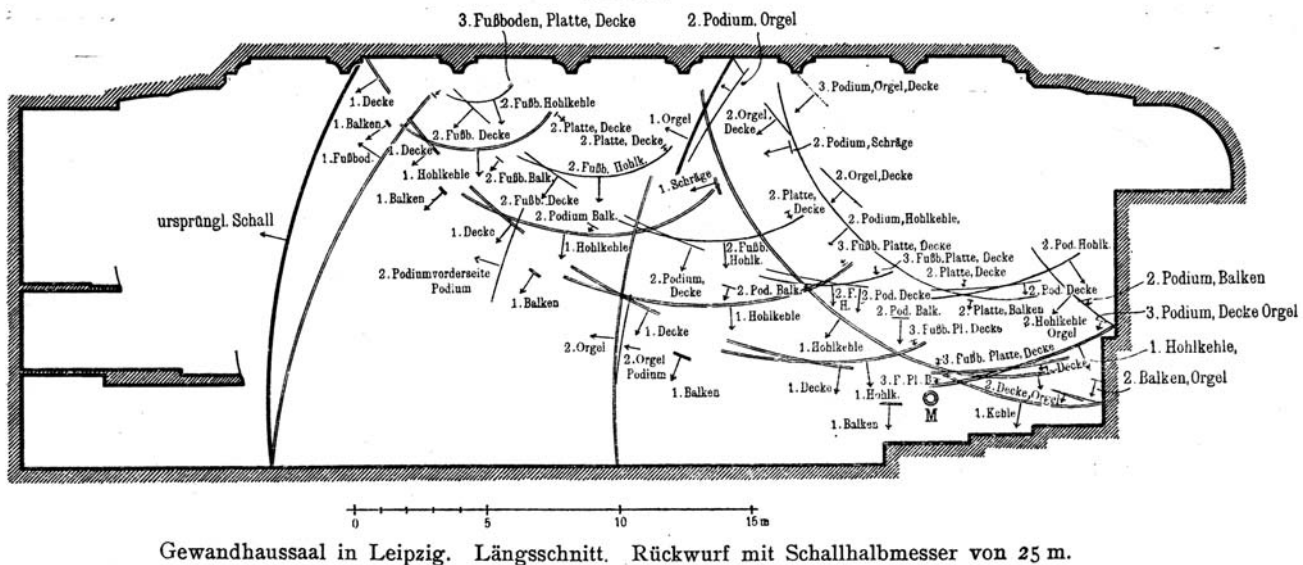 3. Fußboden, Platte, Decke
2. Podium, Orgel
1. Decke
2. Fußb. Hohlkehle
3. Podium, Orgel, Decke
1. Balken
2. Fußb. Decke
2. Platte, Decke
2. Platte, Decke
1. Orgel
2. Orgel,
Decke
2. Podium, Schräge
1. Fußbod.
1. Decke
1. Hohlkehle
2. Fußb. Balk.
2. Fußb. Hohlk.
1. Schräge
2. Orgel, Decke
1. Balken
2. Fußb. Decke
2. Platte,
Decke
ursprüngl. Schall
2. Podium Balk.
2. Podium, Hohlkehle,
1. Decke
1. Hohlkehle
2. Fußb.
Hohlk.
3. Fußb. Platte, Decke
3. Fußb. Platte, Decke
2. Pod. Hohlk.
2. Podiumvorderseite
Podium
2. Platte, Decke
2. Podium,
Decke
2. Pod. Balk.
2. F.
H.
2. Pod. Decke
2. Pod. Decke
2. Podium, Balken
1. Balken
2. Platte, Balken
1. Hohlkehle
2. Pod. Balk.
2. Hohlkehle
Orgel
3. Podium, Decke Orgel
1. Decke
3. Fußb. Pl. Decke
2. Orgel
1. Hohlkehle
3. Fußb. Platte, Decke
1. Hohlkehle,
2. Orgel
Podium
1. Decke
1. Balken
1. Decke
1. Hohlk.
3. F. Pl. D.
2. Decke, Orgel
2. Balken, Orgel
M
1. Kehle
1. Balken
0 5 10 15 m
Gewandhaussaal in Leipzig. Längsschnitt. Rückwurf mit Schallhalbmesser von 25 m.